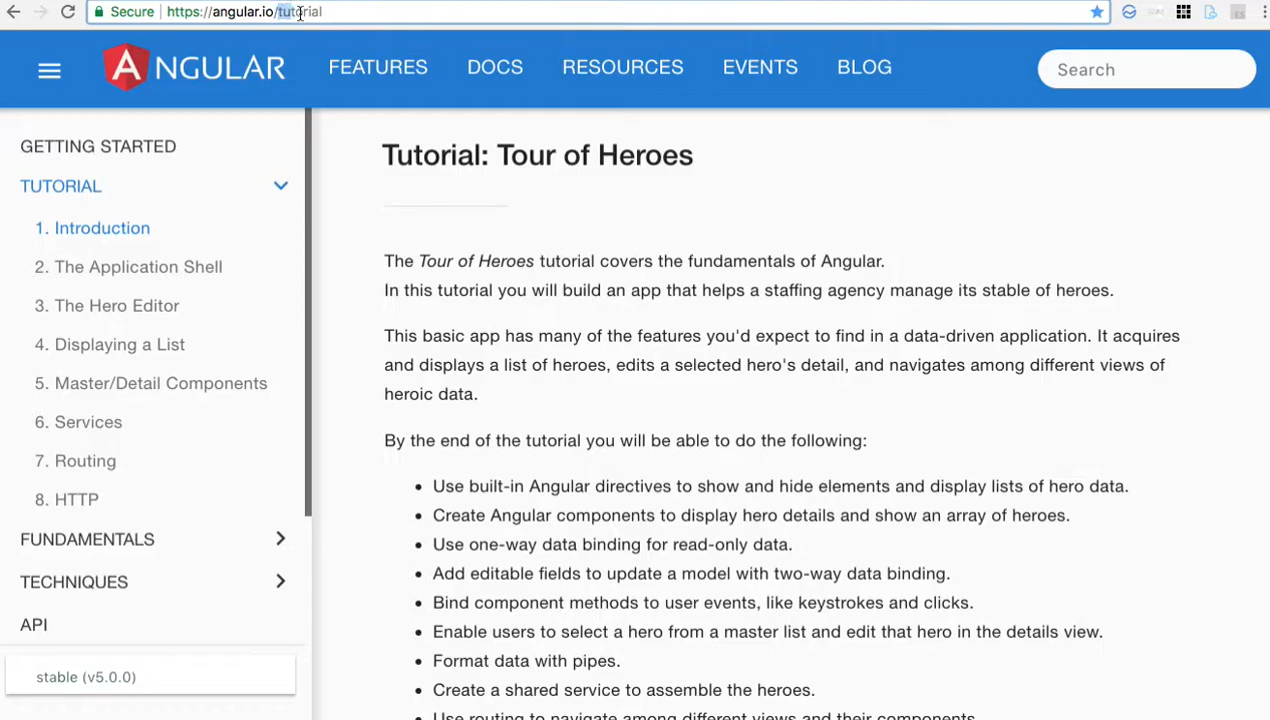 Secure | https://angular.io/tutorial
ANGULAR FEATURES DOCS RESOURCES EVENTS BLOG Search
GETTING STARTED
TUTORIAL
1. Introduction
2. The Application Shell
3. The Hero Editor
4. Displaying a List
5. Master/Detail Components
6. Services
7. Routing
8. HTTP
FUNDAMENTALS
TECHNIQUES
API
stable (v5.0.0)
Tutorial: Tour of Heroes
The Tour of Heroes tutorial covers the fundamentals of Angular.
In this tutorial you will build an app that helps a staffing agency manage its stable of heroes.
This basic app has many of the features you'd expect to find in a data-driven application. It acquires
and displays a list of heroes, edits a selected hero's detail, and navigates among different views of
heroic data.
By the end of the tutorial you will be able to do the following:
• Use built-in Angular directives to show and hide elements and display lists of hero data.
• Create Angular components to display hero details and show an array of heroes.
• Use one-way data binding for read-only data.
• Add editable fields to update a model with two-way data binding.
• Bind component methods to user events, like keystrokes and clicks.
• Enable users to select a hero from a master list and edit that hero in the details view.
• Format data with pipes.
• Create a shared service to assemble the heroes.
• Use routing to navigate among different views and their components.